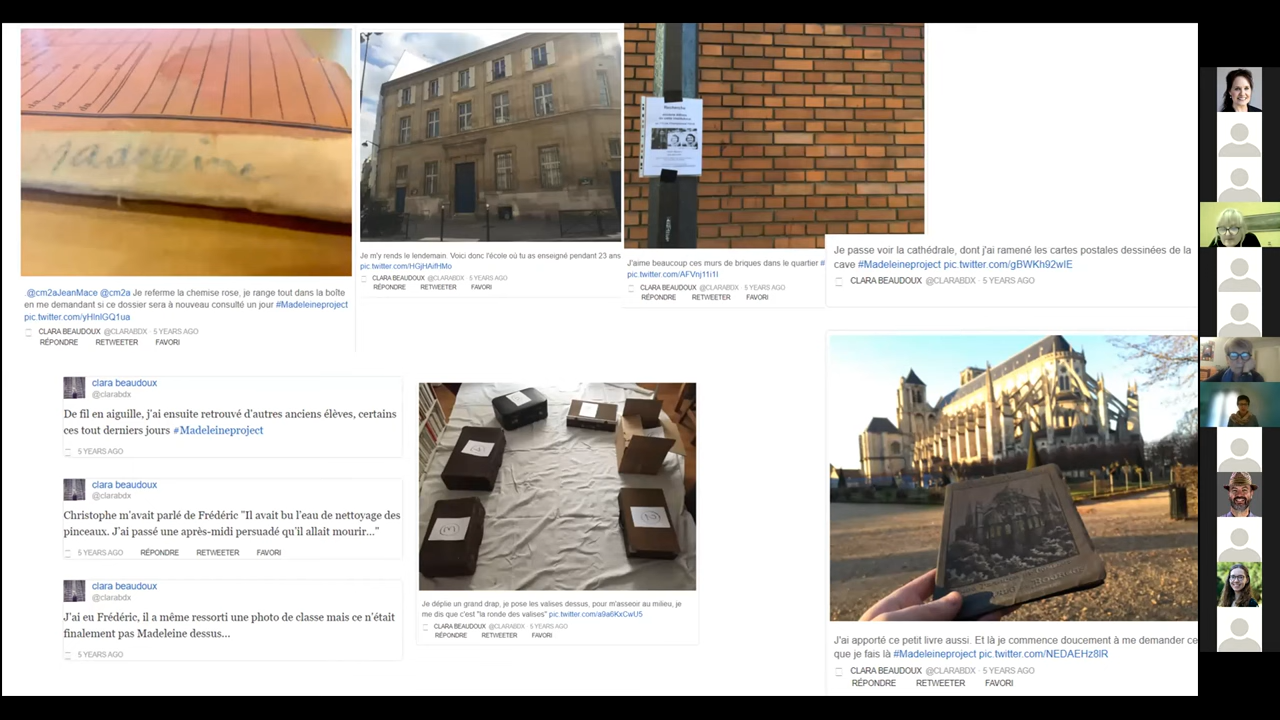 Madeleine
@cm2aJeanMace @cm2a Je referme la chemise rose, je range tout dans la boîte
en me demandant si ce dossier sera à nouveau consulté un jour #Madeleineproject
pic.twitter.com/yHlnIGQ1ua
CLARA BEAUDOUX @CLARABDX · 5 YEARS AGO
RÉPONDRE RETWEETER FAVORI
Je m'y rends le lendemain. Voici donc l'école où tu as enseigné pendant 23 ans
pic.twitter.com/HGjHAifHMo
CLARA BEAUDOUX @CLARABDX · 5 YEARS AGO
RÉPONDRE RETWEETER FAVORI
Recherche
J'aime beaucoup ces murs de briques dans le quartier #
pic.twitter.com/AFVnj11i1I
CLARA BEAUDOUX @CLARABDX · 5 YEARS AGO
RÉPONDRE RETWEETER FAVORI
Je passe voir la cathédrale, dont j'ai ramené les cartes postales dessinées de la
cave #Madeleineproject pic.twitter.com/gBWKh92wIE
CLARA BEAUDOUX @CLARABDX · 5 YEARS AGO
clara beaudoux
@clarabdx
De fil en aiguille, j'ai ensuite retrouvé d'autres anciens élèves, certains
ces tout derniers jours #Madeleineproject
5 YEARS AGO
clara beaudoux
@clarabdx
Christophe m'avait parlé de Frédéric "Il avait bu l'eau de nettoyage des
pinceaux. J'ai passé une après-midi persuadé qu'il allait mourir..."
5 YEARS AGO RÉPONDRE RETWEETER FAVORI
clara beaudoux
@clarabdx
J'ai eu Frédéric, il a même ressorti une photo de classe mais ce n'était
finalement pas Madeleine dessus...
5 YEARS AGO
Je déplie un grand drap, je pose les valises dessus, pour m'asseoir au milieu, je
me dis que c'est "la ronde des valises" pic.twitter.com/a9a6KxCwU5
CLARA BEAUDOUX @CLARABDX · 5 YEARS AGO
RÉPONDRE RETWEETER FAVORI
J'ai apporté ce petit livre aussi. Et là je commence doucement à me demander ce
que je fais là #Madeleineproject pic.twitter.com/NEDAEHz8lR
CLARA BEAUDOUX @CLARABDX · 5 YEARS AGO
RÉPONDRE RETWEETER FAVORI